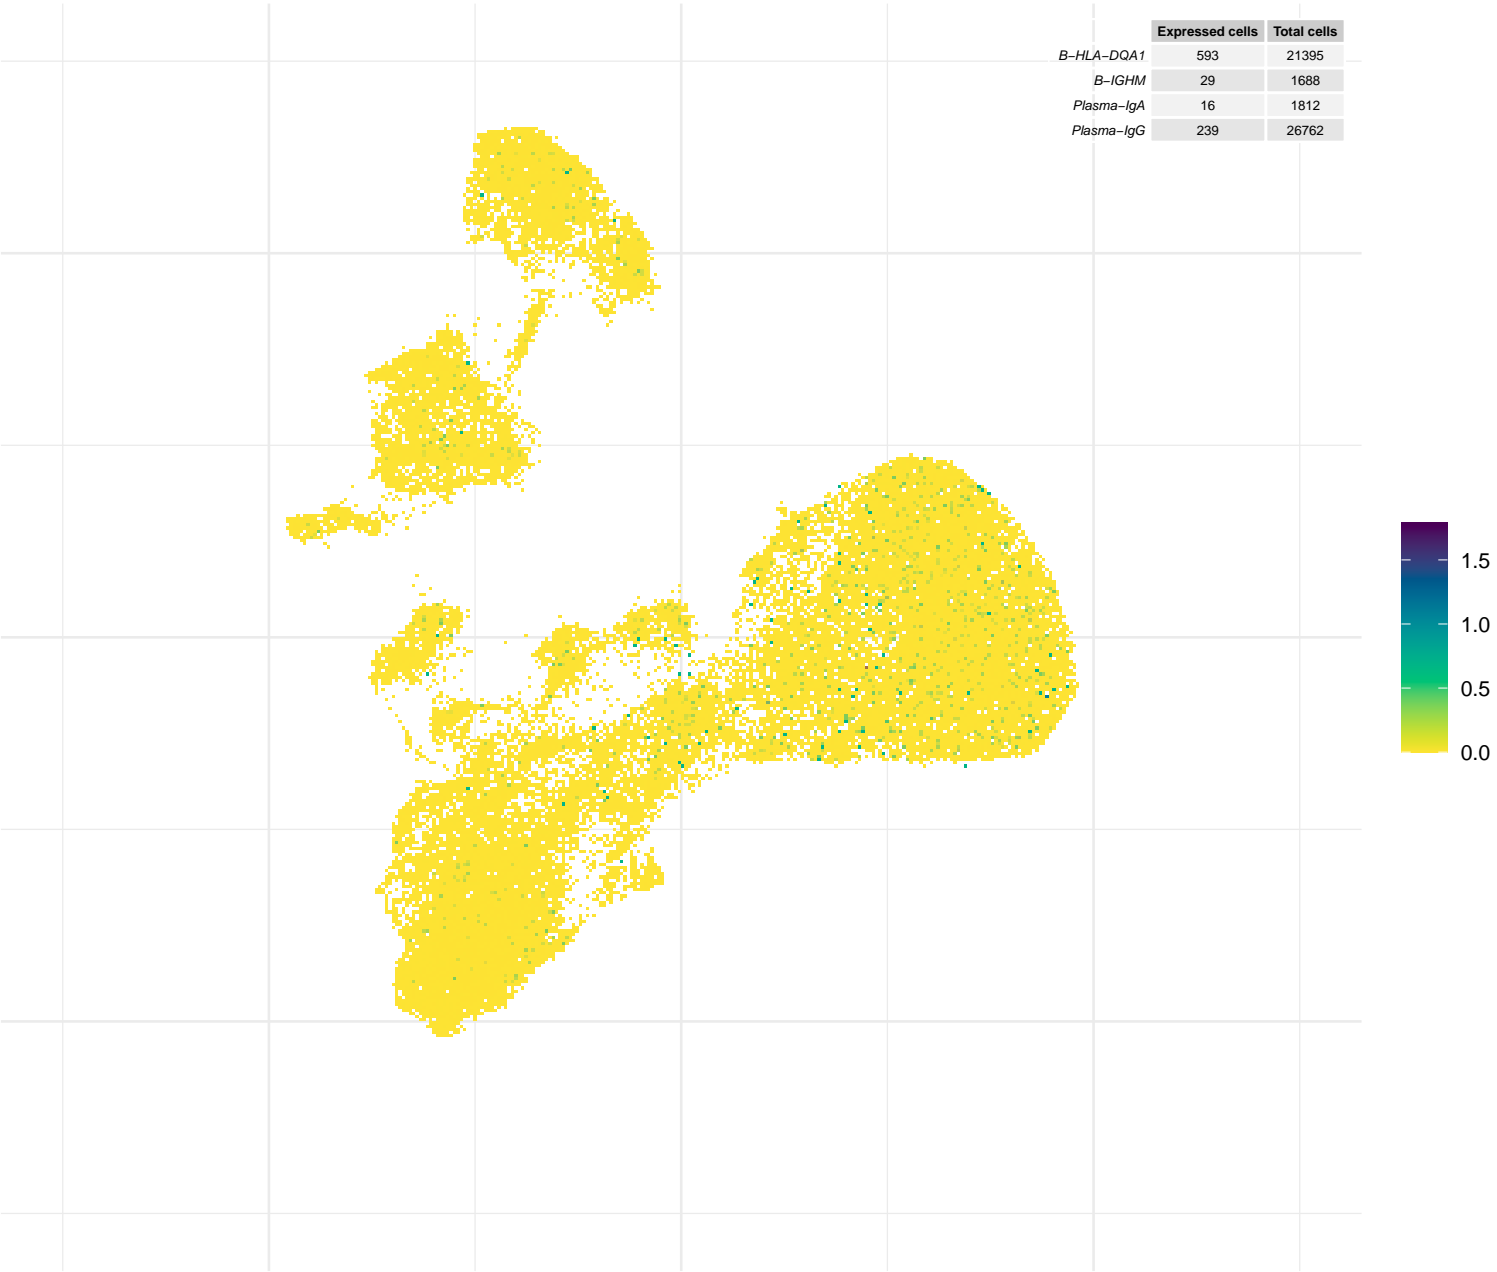 Expressed cells Total cells
B−HLA−DQA1 593 21395
B−IGHM 29 1688
Plasma−IgA 16 1812
Plasma−IgG 239 26762
1.5
1.0
0.5
0.0